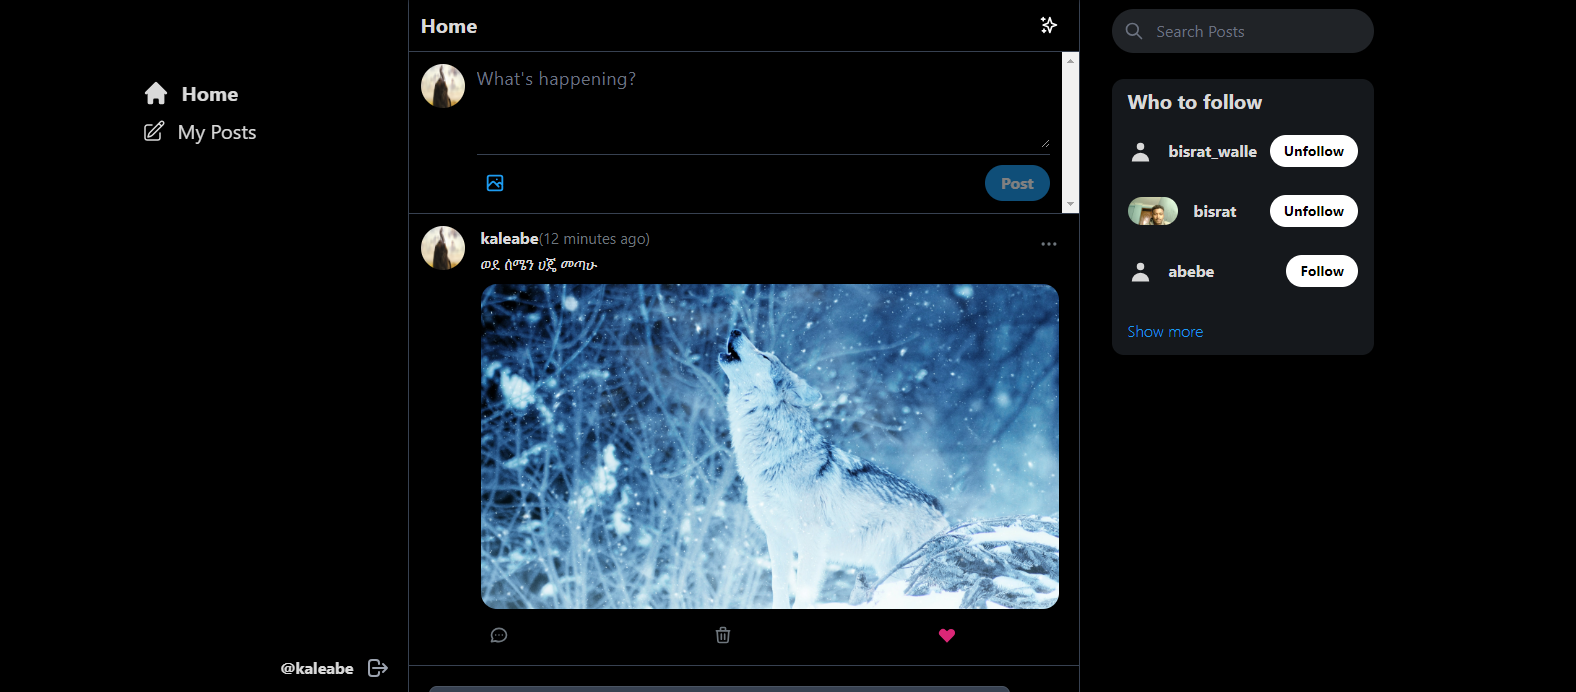 Home
My Posts
@kaleabe
Home
What's happening?
Post
kaleabe(12 minutes ago)
ወደ ሰሜን ሀጄ መጣሁ
Search Posts
Who to follow
bisrat_walle Unfollow
bisrat Unfollow
abebe Follow
Show more